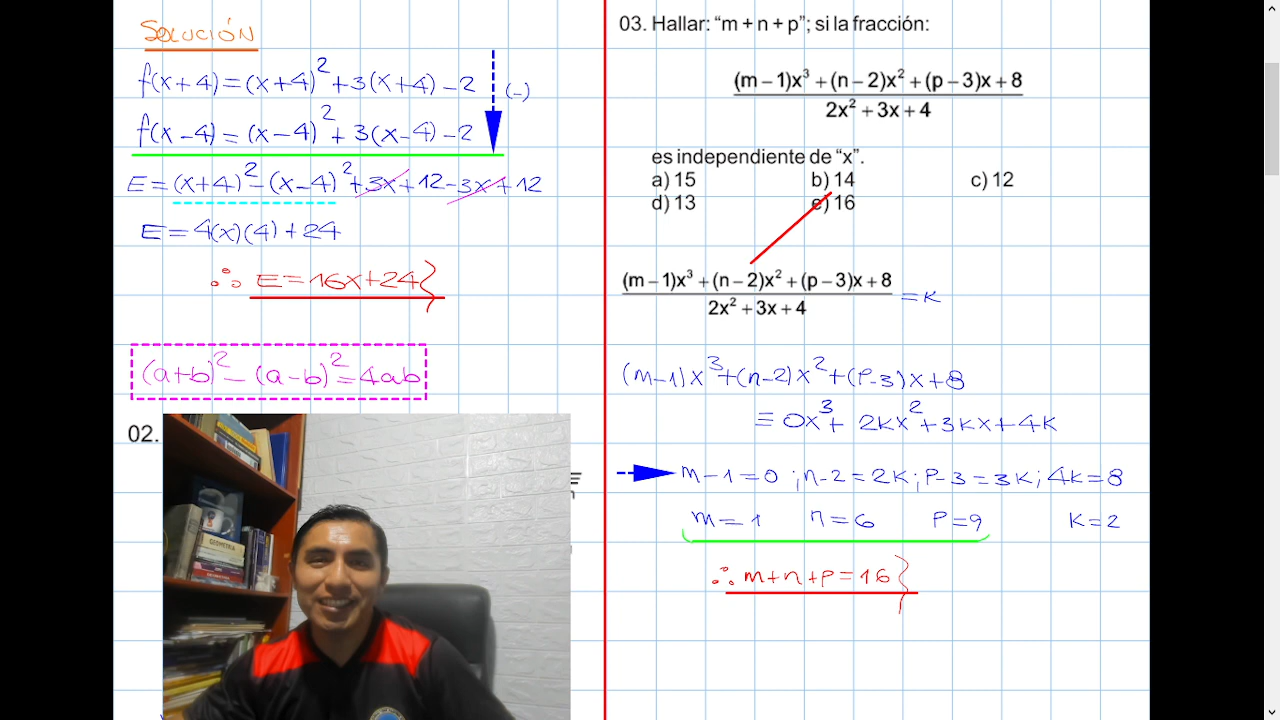 SOLUCIÓN
f(x+4) = (x+4)² + 3(x+4) - 2
f(x-4) = (x-4)² + 3(x-4) - 2
(-)
E = (x+4)² - (x-4)² + 3x + 12 - 3x + 12
E = 4(x)(4) + 24
∴ E = 16x + 24
(a+b)² - (a-b)² = 4ab
02.
GEOMETRIA
03. Hallar: “m + n + p”; si la fracción:
(m – 1)x³ + (n – 2)x² + (p – 3)x + 8
2x² + 3x + 4
es independiente de “x”.
a) 15 b) 14 c) 12
d) 13 e) 16
(m – 1)x³ + (n – 2)x² + (p – 3)x + 8
2x² + 3x + 4
= K
(m-1)x³ + (n-2)x² + (p-3)x + 8
≡ 0x³ + 2Kx² + 3Kx + 4K
m-1=0 ; n-2=2K ; p-3=3K ; 4K=8
m=1 n=6 p=9 K=2
∴ m+n+p=16